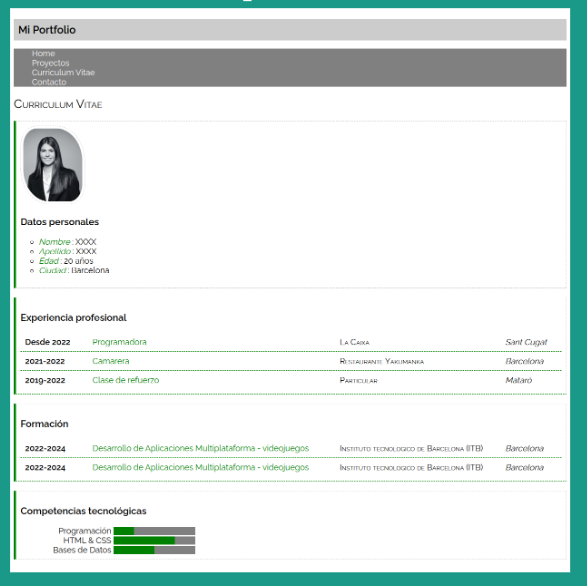 Mi Portfolio
Home
Proyectos
Curriculum Vitae
Contacto
Curriculum Vitae
Datos personales
Nombre : XXXX
Apellido : XXXX
Edad : 20 años
Ciudad : Barcelona
Experiencia profesional
Desde 2022 Programadora La Caixa Sant Cugat
2021-2022 Camarera Restaurante Yakumanka Barcelona
2019-2022 Clase de refuerzo Particular Mataró
Formación
2022-2024 Desarrollo de Aplicaciones Multiplataforma - videojuegos Instituto tecnologico de Barcelona (ITB) Barcelona
2022-2024 Desarrollo de Aplicaciones Multiplataforma - videojuegos Instituto tecnologico de Barcelona (ITB) Barcelona
Competencias tecnológicas
Programación
HTML & CSS
Bases de Datos